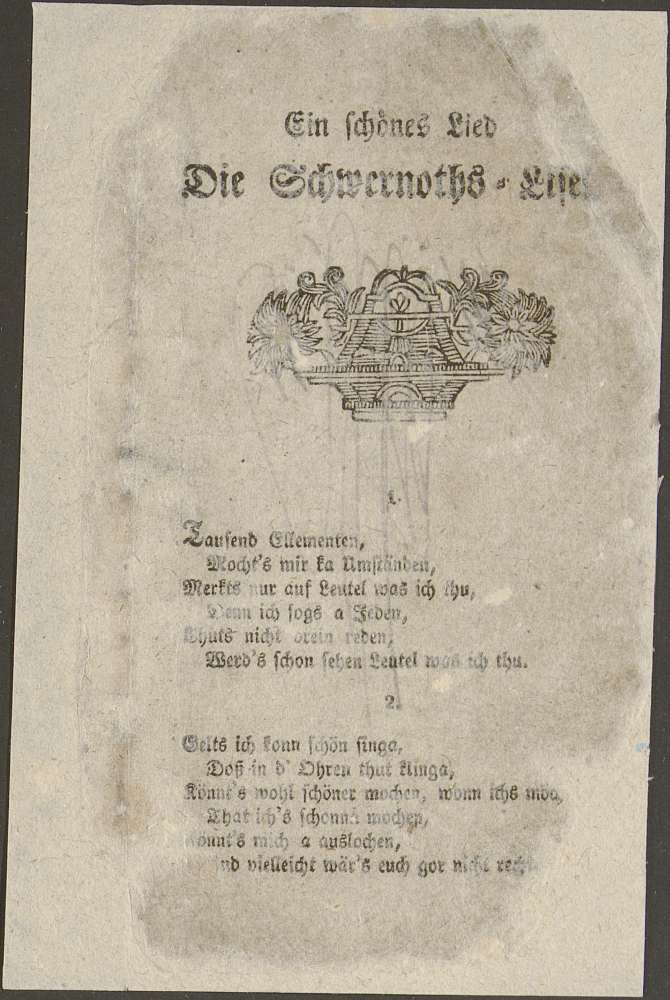 Ein schönes Lied
Die Schwernoths-Liser
1.
Tausend Ellementen,
Mocht's mir ka Umständen,
Merkts nur auf Leutel was ich thu,
Denn ich sogs a Jeden,
Thuts nicht drein reden,
Werd's schon sehen Leutel was ich thu.
2.
Gelts ich konn schön singa,
Doß in d' Ohren thut klinga,
Könnt's wohl schöner mochen, wonn ichs mog,
That ich's schonna mochen,
Könnt's mich a auslochen,
Und vielleicht wär's euch gor nicht